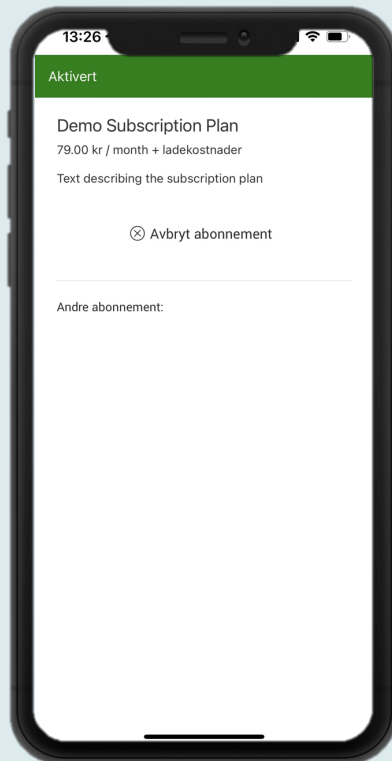 13:26
Aktivert
Demo Subscription Plan
79.00 kr / month + ladekostnader
Text describing the subscription plan
Avbryt abonnement
Andre abonnement: